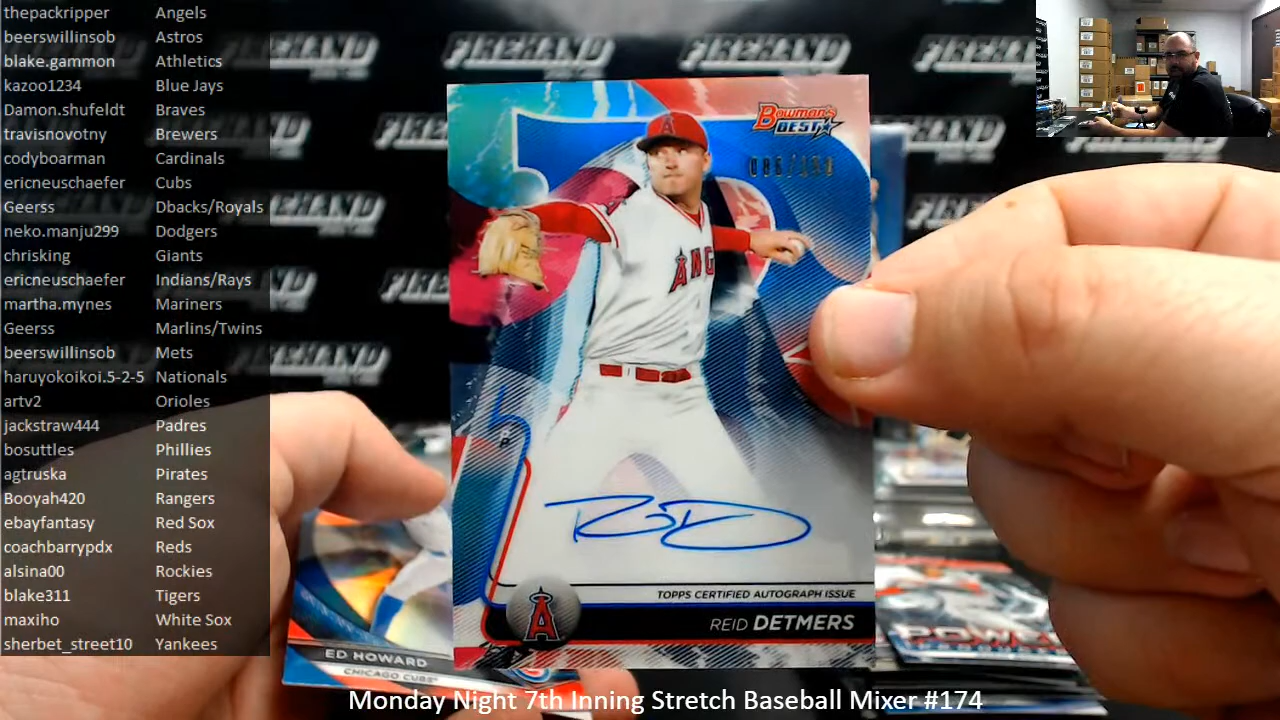 thepackripper Angels
beerswillinsob Astros
blake.gammon Athletics
kazoo1234 Blue Jays
Damon.shufeldt Braves
travisnovotny Brewers
codyboarman Cardinals
ericneuschaefer Cubs
Geerss Dbacks/Royals
neko.manju299 Dodgers
chrisking Giants
ericneuschaefer Indians/Rays
martha.mynes Mariners
Geerss Marlins/Twins
beerswillinsob Mets
haruyokoikoi.5-2-5 Nationals
artv2 Orioles
jackstraw444 Padres
bosuttles Phillies
agtruska Pirates
Booyah420 Rangers
ebayfantasy Red Sox
coachbarrypdx Reds
alsina00 Rockies
blake311 Tigers
maxiho White Sox
sherbet_street10 Yankees
FIREHAND
FIREHAND
FIREHAND
Bowman's
BEST
A
ANG
TOPPS CERTIFIED AUTOGRAPH ISSUE
REID DETMERS
A
ED HOWARD
CHICAGO CUBS
POWER
Monday Night 7th Inning Stretch Baseball Mixer #174